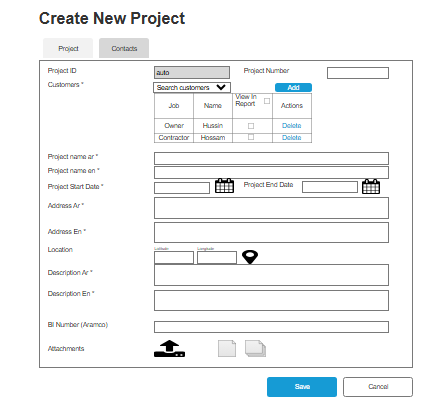 Create New Project
Project
Contacts
Project ID
auto
Project Number
Customers *
Search customers
Add
Job
Name
View In Report
Actions
Owner
Hussin
Delete
Contractor
Hossam
Delete
Project name ar *
Project name en *
Project Start Date *
Project End Date
Address Ar *
Address En *
Location
Latitude
Longitude
Description Ar *
Description En *
BI Number (Aramco)
Attachments
Save
Cancel